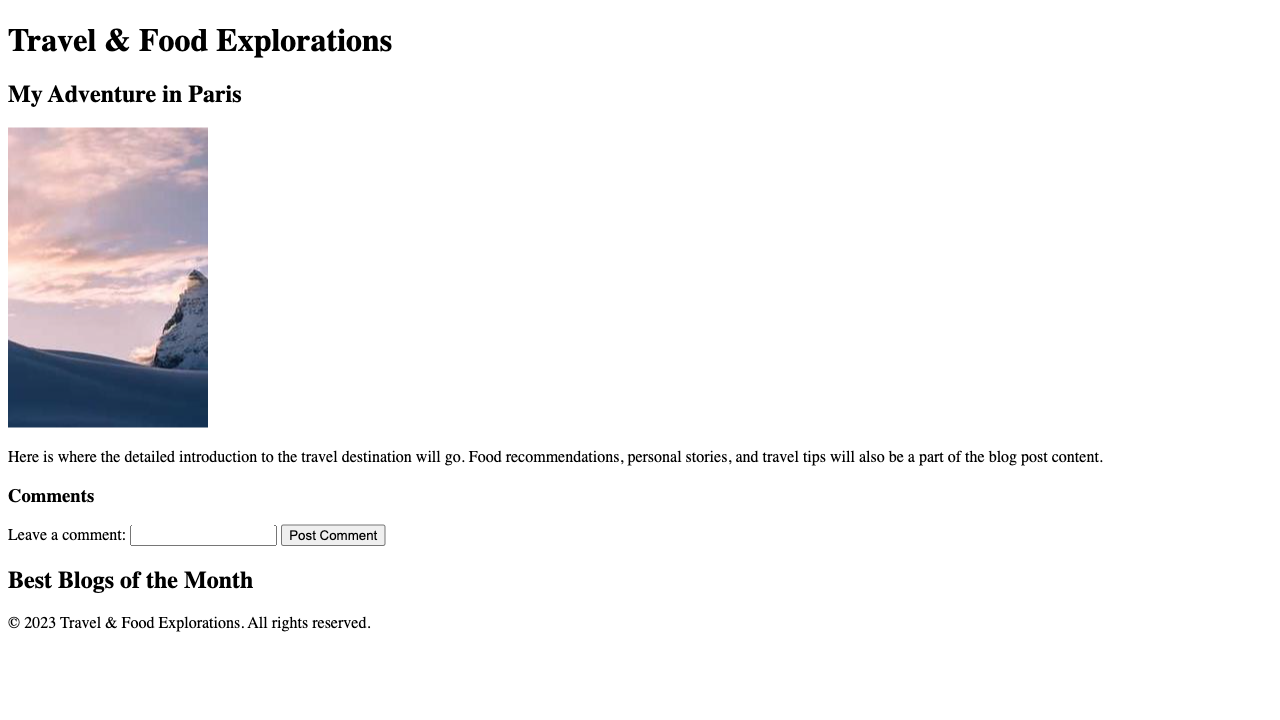 Travel & Food Explorations
My Adventure in Paris
Here is where the detailed introduction to the travel destination will go. Food recommendations, personal stories, and travel tips will also be a part of the blog post content.
Comments
Leave a comment: Post Comment
Best Blogs of the Month
© 2023 Travel & Food Explorations. All rights reserved.